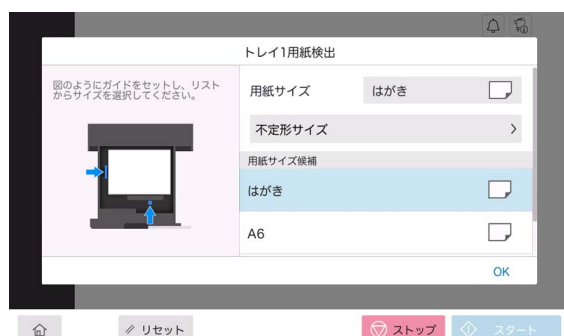 トレイ1用紙検出
図のようにガイドをセットし、リスト
からサイズを選択してください。
用紙サイズ
はがき
不定形サイズ
用紙サイズ候補
はがき
A6
OK
リセット
ストップ
スタート